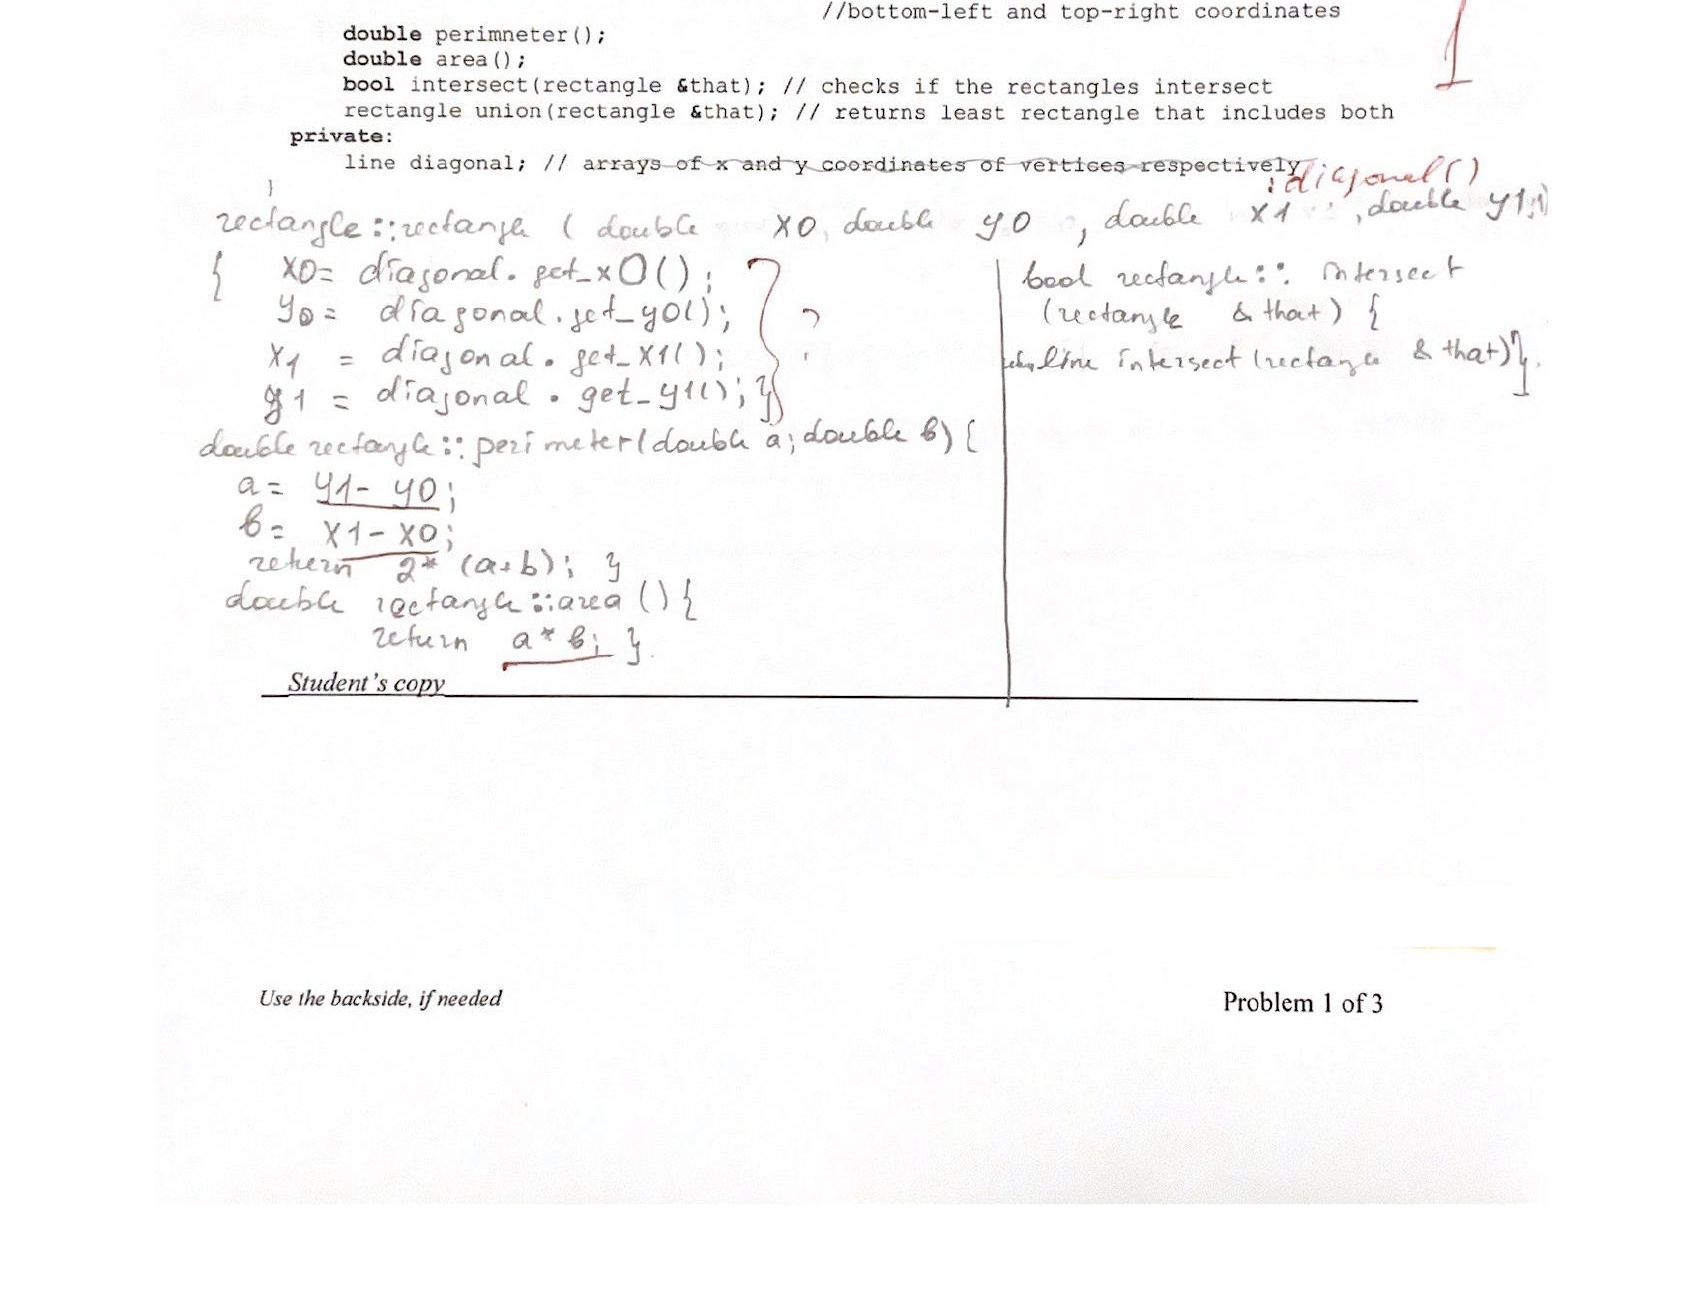 //bottom-left and top-right coordinates
1
double perimneter();
double area();
bool intersect(rectangle &that); // checks if the rectangles intersect
rectangle union(rectangle &that); // returns least rectangle that includes both
private:
line diagonal; // arrays of x and y coordinates of vertices respectively
: diagonal()
}
rectangle::rectangle ( double x0, double y0 , double x1 , double y1)
{ x0= diagonal.get_x0();
y0= diagonal.get_y0();
?
x1 = diagonal.get_x1();
y1 = diagonal.get_y1(); }
double rectangle::perimeter(double a; double b) {
a= y1- y0;
b= x1- x0;
return 2* (a+b); }
double rectangle::area () {
return a* b; }
bool rectangle:: intersect
(rectangle & that) {
line intersect (rectangle & that) }.
Student's copy
Use the backside, if needed
Problem 1 of 3